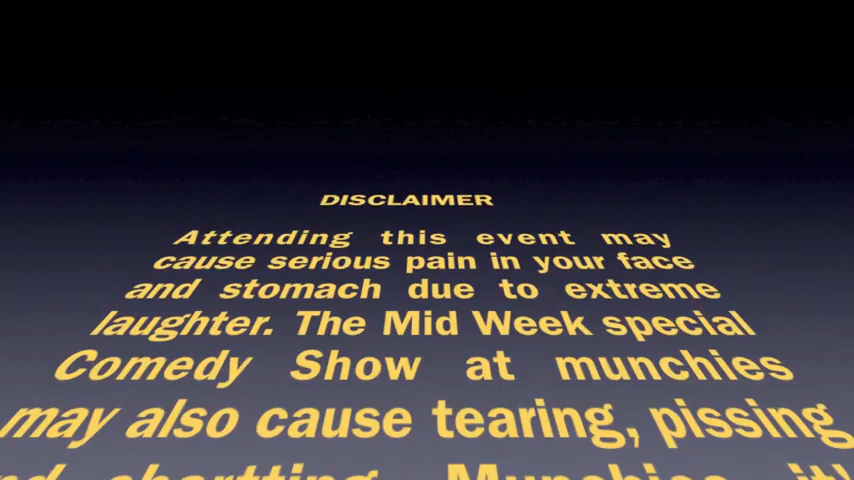 DISCLAIMER
Attending this event may
cause serious pain in your face
and stomach due to extreme
laughter. The Mid Week special
Comedy Show at munchies
may also cause tearing, pissing